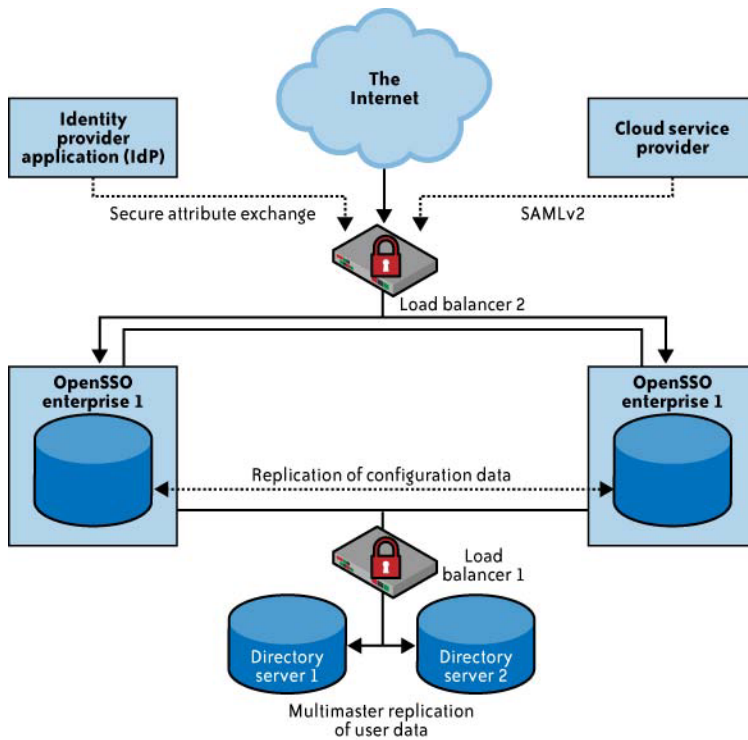 The
Internet
Identity
provider
application (IdP)
Cloud service
provider
Secure attribute exchange
SAMLv2
Load balancer 2
OpenSSO
enterprise 1
OpenSSO
enterprise 1
Replication of configuration data
Load
balancer 1
Directory
server 1
Directory
server 2
Multimaster replication
of user data